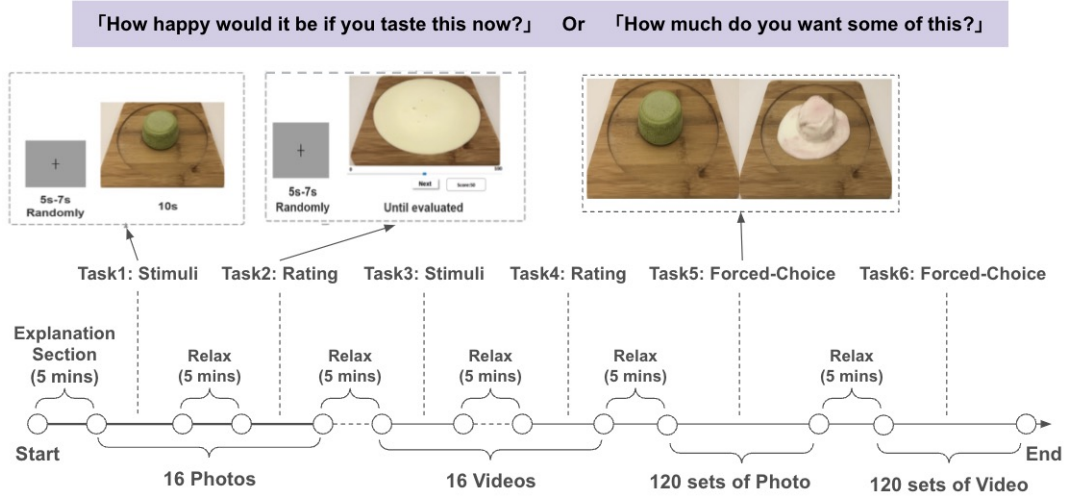 「How happy would it be if you taste this now?」 Or 「How much do you want some of this?」
5s-7s
Randomly
10s
0
100
Next
Score:50
5s-7s
Randomly
Until evaluated
Task1: Stimuli
Task2: Rating
Task3: Stimuli
Task4: Rating
Task5: Forced-Choice
Task6: Forced-Choice
Explanation
Section
(5 mins)
Relax
(5 mins)
Relax
(5 mins)
Relax
(5 mins)
Relax
(5 mins)
Relax
(5 mins)
Start
End
16 Photos
16 Videos
120 sets of Photo
120 sets of Video